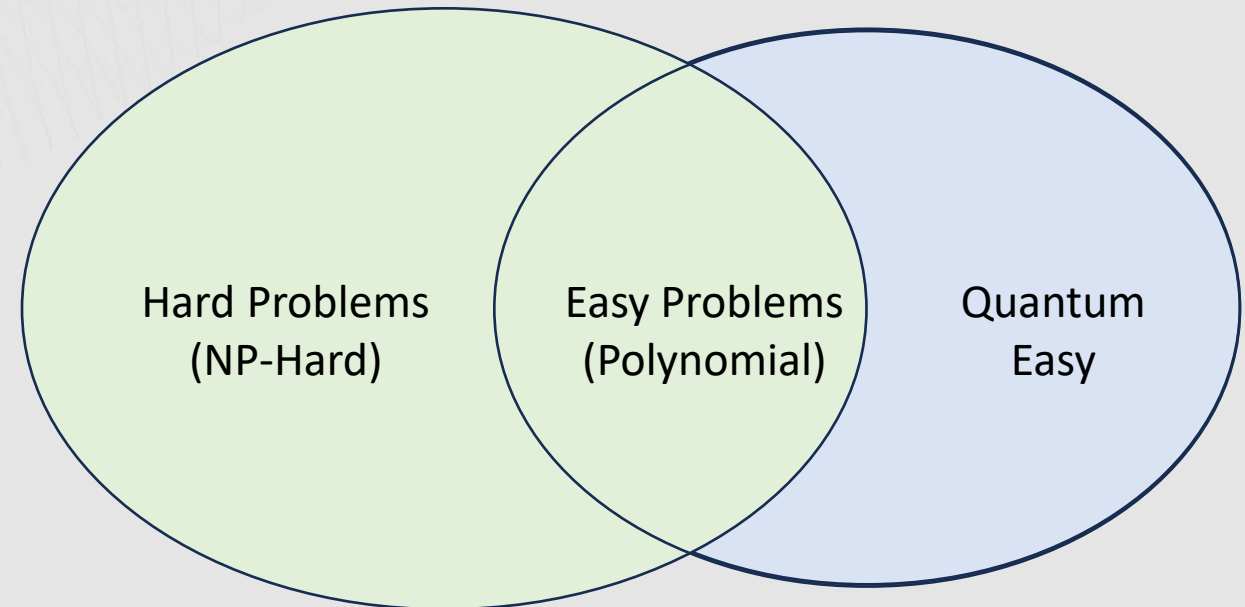 Hard Problems
(NP-Hard)
Easy Problems
(Polynomial)
Quantum
Easy